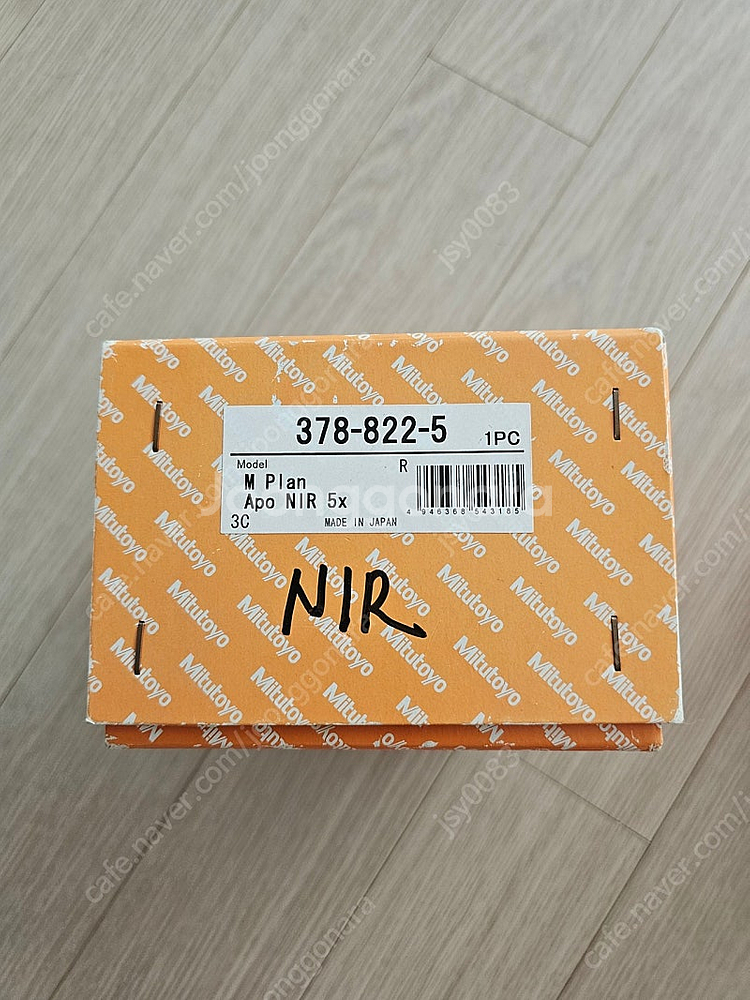 378-822-5 1PC
Model R
M Plan
Apo NIR 5x
4 946368 543185
3C MADE IN JAPAN
NIR
Mitutoyo
joonggonara
cafe.naver.com/joonggonara
jsy0083